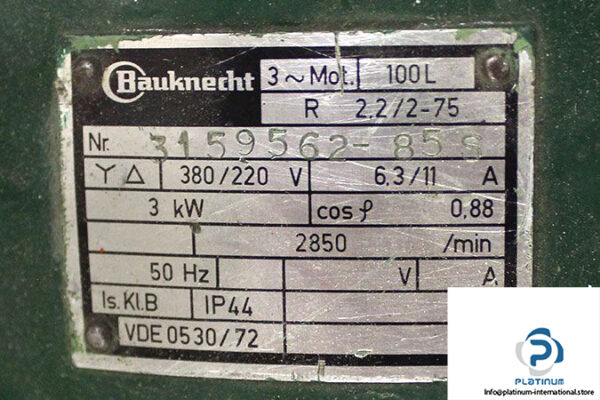 Bauknecht 3~Mot. 100L
R 2.2/2-75
Nr. 3159562-85 8
Y △ 380/220 V 6,3/11 A
3 kW cos φ 0,88
2850 /min
50 Hz V A
Is.Kl.B IP44
VDE 0530/72
PLATINUM
Info@platinum-international.store